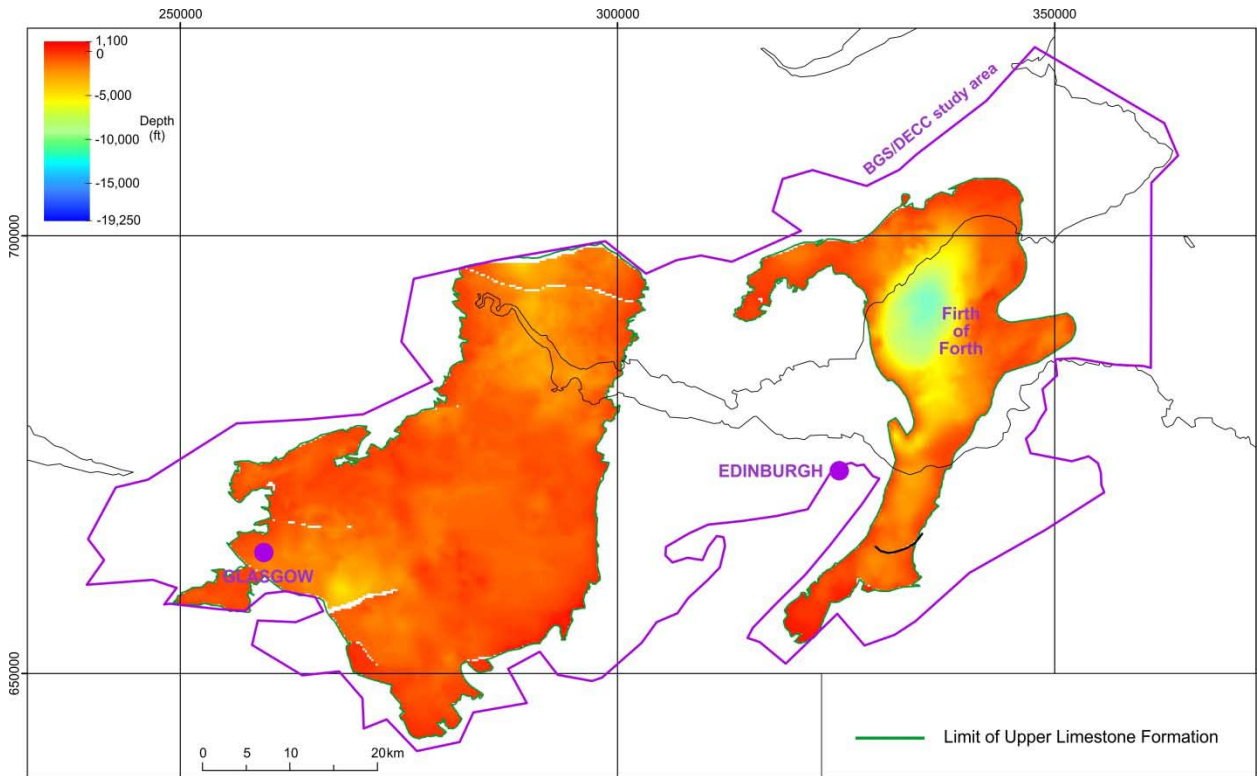 250000
300000
350000
1,100
0
-5,000
Depth
(ft)
-10,000
-15,000
-19,250
BGS/DECC study area
700000
Firth
of
Forth
EDINBURGH
GLASGOW
650000
0 5 10 20km
Limit of Upper Limestone Formation